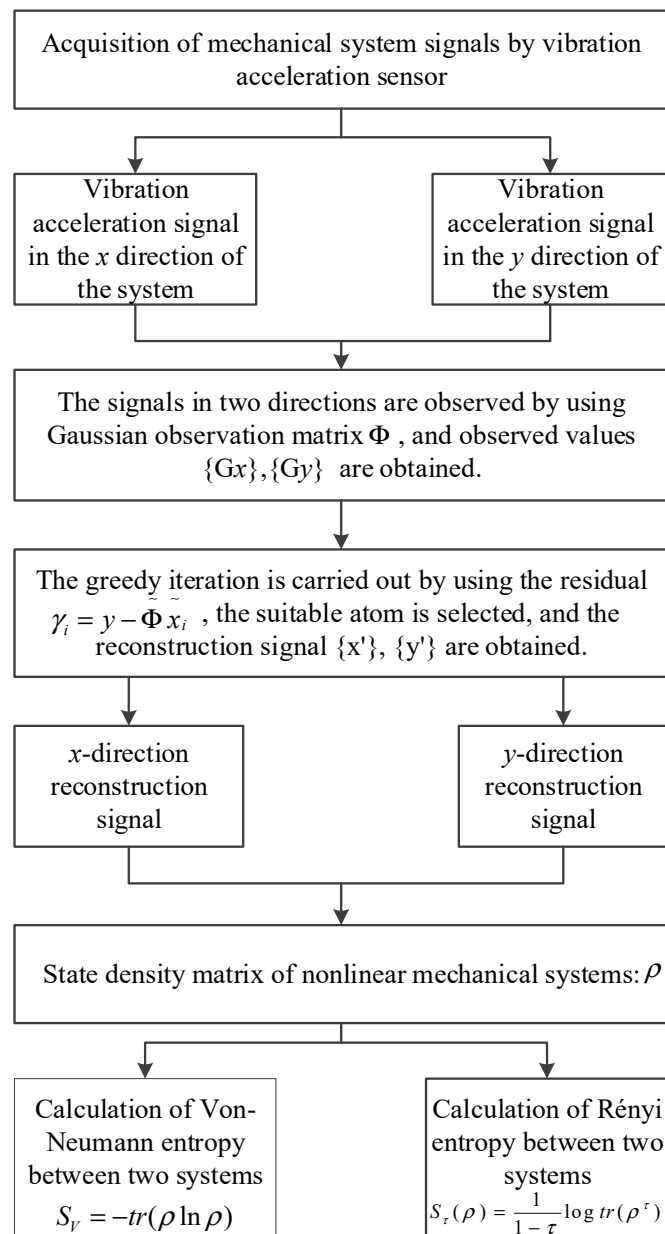 Acquisition of mechanical system signals by vibration
acceleration sensor
Vibration
acceleration signal
in the x direction of
the system
Vibration
acceleration signal
in the y direction of
the system
The signals in two directions are observed by using
Gaussian observation matrix Φ , and observed values
{Gx},{Gy} are obtained.
The greedy iteration is carried out by using the residual
γ_i = y − Φ̃ x̃_i , the suitable atom is selected, and the
reconstruction signal {x'}, {y'} are obtained.
x-direction
reconstruction
signal
y-direction
reconstruction
signal
State density matrix of nonlinear mechanical systems: ρ
Calculation of Von-
Neumann entropy
between two systems
S_V = −tr(ρ ln ρ)
Calculation of Rényi
entropy between two
systems
S_τ(ρ) = 1/(1 − τ) log tr(ρ^τ)